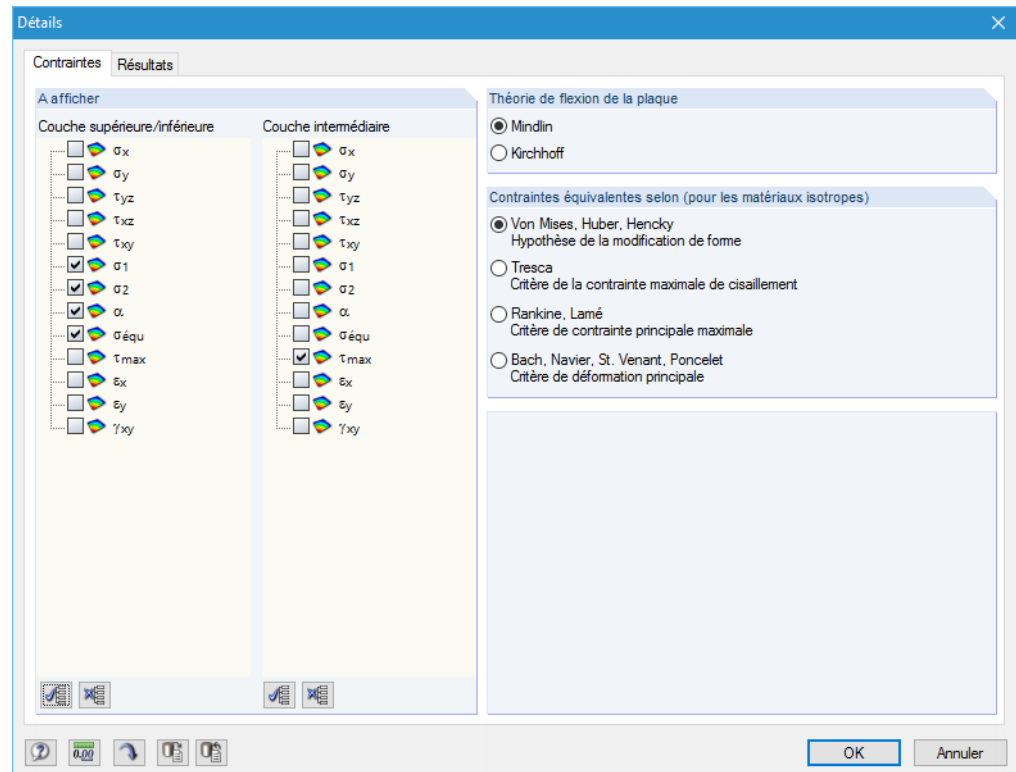 Détails
Contraintes
Résultats
A afficher
Couche supérieure/inférieure
σx
σy
τyz
τxz
τxy
σ1
σ2
α
σéqu
τmax
εx
εy
γxy
Couche intermédiaire
σx
σy
τyz
τxz
τxy
σ1
σ2
α
σéqu
τmax
εx
εy
γxy
Théorie de flexion de la plaque
Mindlin
Kirchhoff
Contraintes équivalentes selon (pour les matériaux isotropes)
Von Mises, Huber, Hencky
Hypothèse de la modification de forme
Tresca
Critère de la contrainte maximale de cisaillement
Rankine, Lamé
Critère de contrainte principale maximale
Bach, Navier, St. Venant, Poncelet
Critère de déformation principale
0.00
OK
Annuler